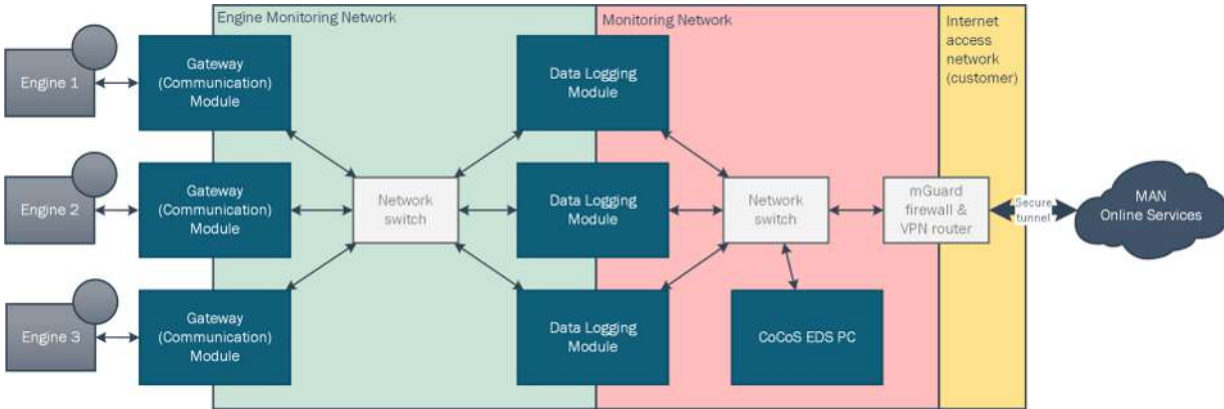 Engine Monitoring Network
Monitoring Network
Internet
access
network
(customer)
Engine 1
Gateway
(Communication)
Module
Data Logging
Module
Engine 2
Gateway
(Communication)
Module
Network
switch
Data Logging
Module
Network
switch
mGuard
firewall &
VPN router
Secure
tunnel
MAN
Online Services
Engine 3
Gateway
(Communication)
Module
Data Logging
Module
CoCoS EDS PC